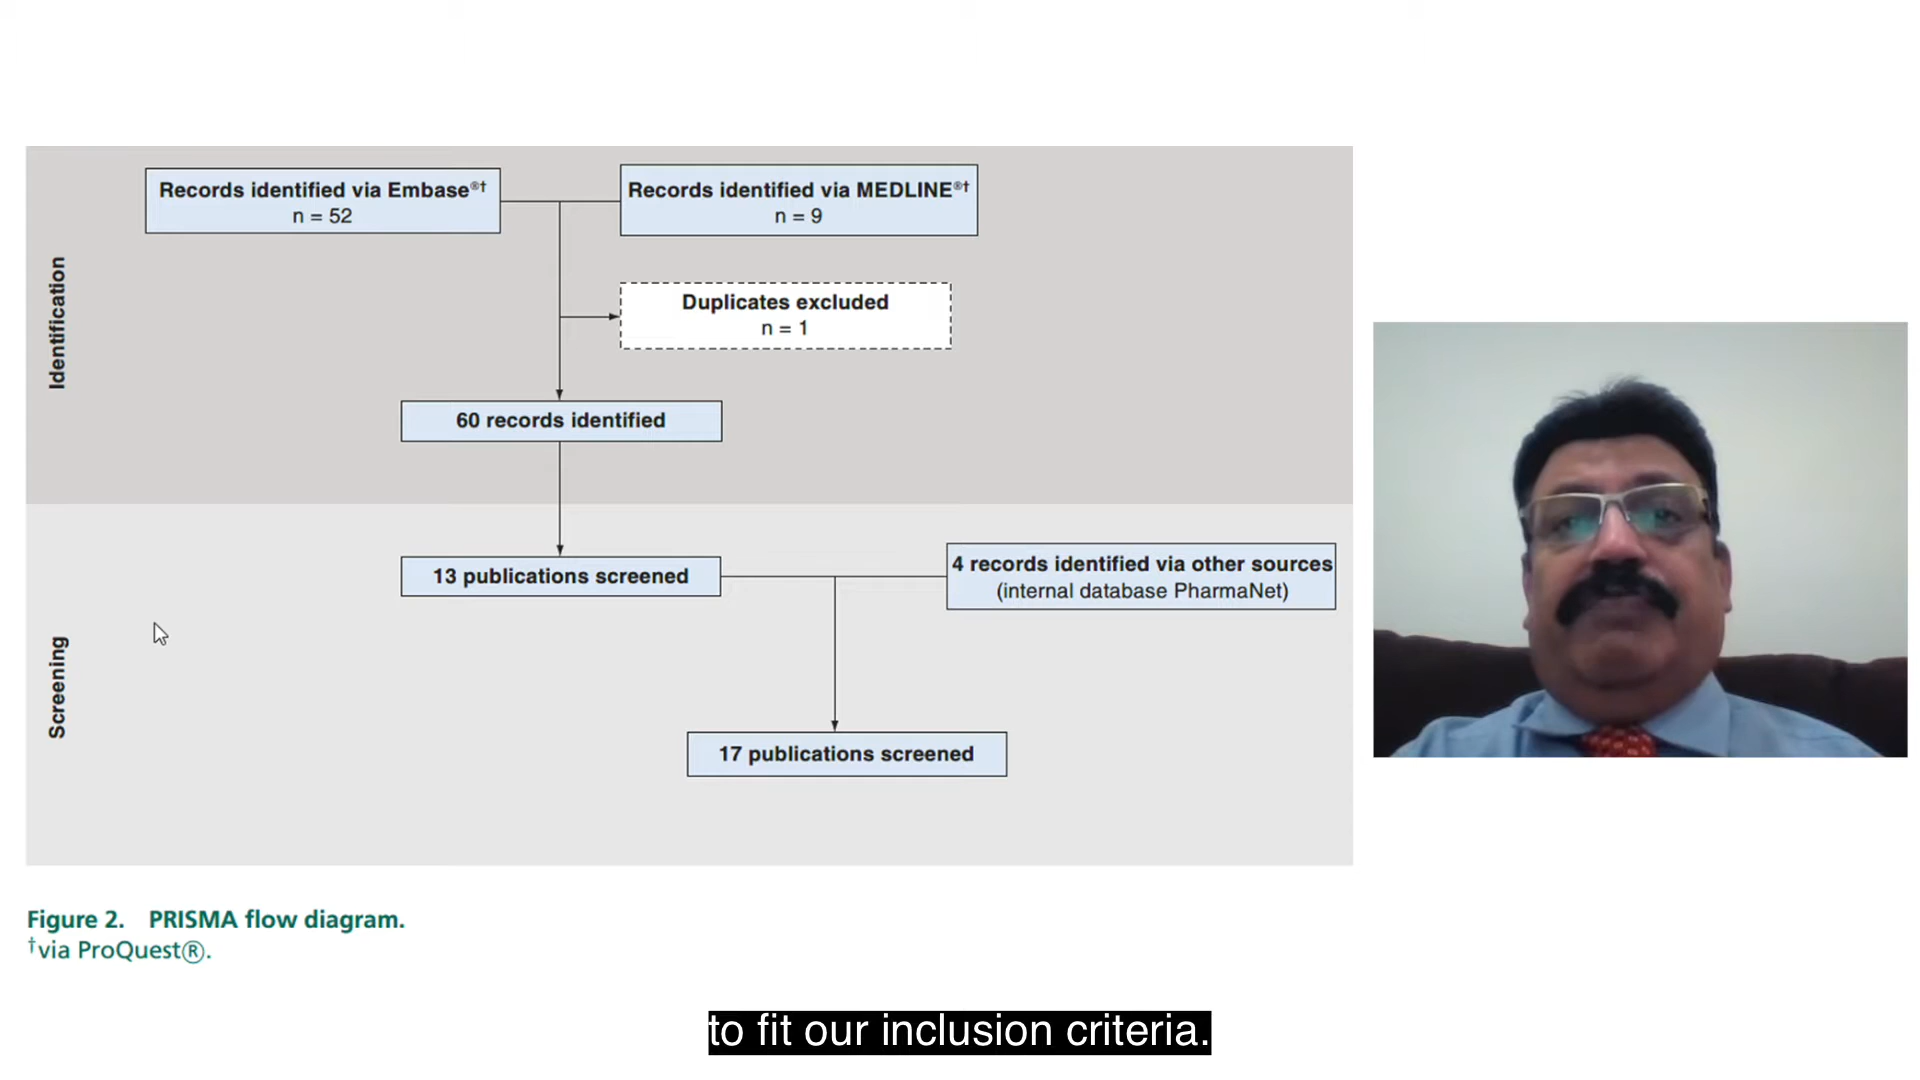 Records identified via Embase®†
n = 52
Records identified via MEDLINE®†
n = 9
Duplicates excluded
n = 1
Identification
60 records identified
13 publications screened
4 records identified via other sources
(internal database PharmaNet)
Screening
17 publications screened
Figure 2. PRISMA flow diagram.
†via ProQuest®.
to fit our inclusion criteria.